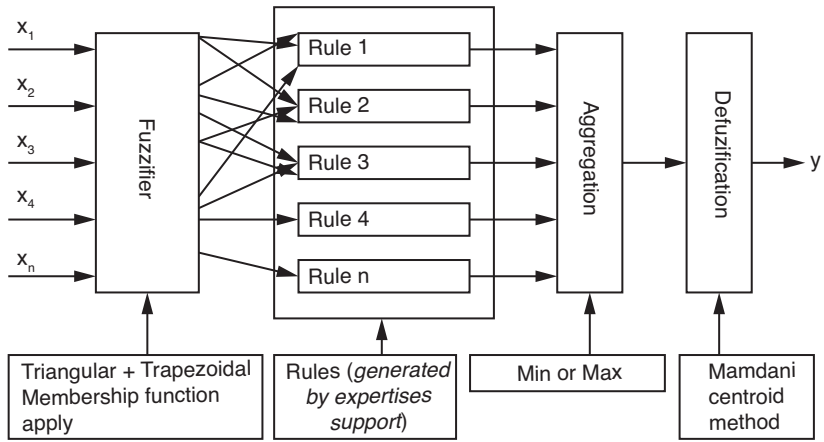 x1
x2
x3
x4
xn
Fuzzifier
Rule 1
Rule 2
Rule 3
Rule 4
Rule n
Aggregation
Defuzification
y
Triangular + Trapezoidal
Membership function
apply
Rules (generated
by expertises
support)
Min or Max
Mamdani
centroid
method